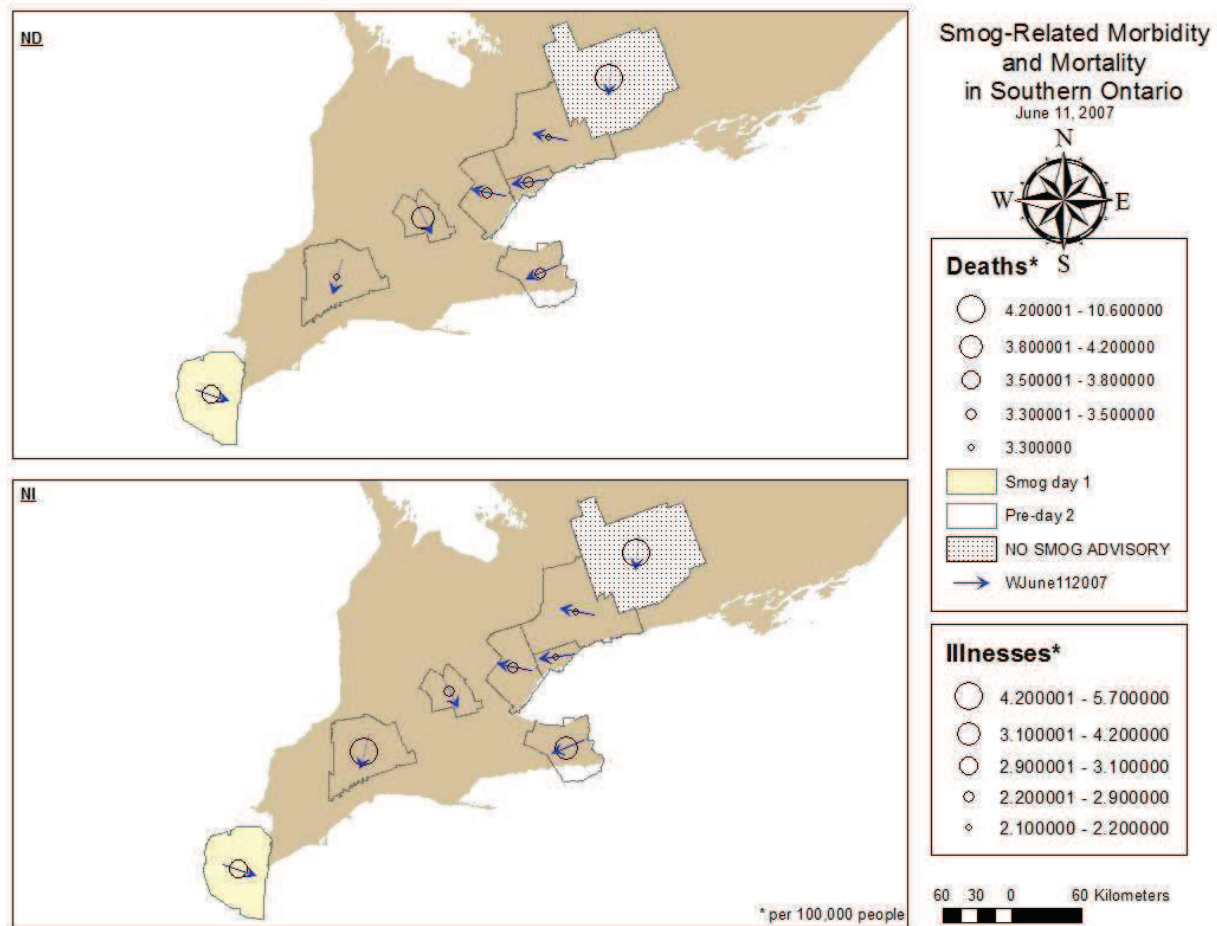 ND
NI
* per 100,000 people
Smog-Related Morbidity
and Mortality
in Southern Ontario
June 11, 2007
N
W E
S
Deaths*
4.200001 - 10.600000
3.800001 - 4.200000
3.500001 - 3.800000
3.300001 - 3.500000
3.300000
Smog day 1
Pre-day 2
NO SMOG ADVISORY
WJune112007
Illnesses*
4.200001 - 5.700000
3.100001 - 4.200000
2.900001 - 3.100000
2.200001 - 2.900000
2.100000 - 2.200000
60 30 0 60 Kilometers